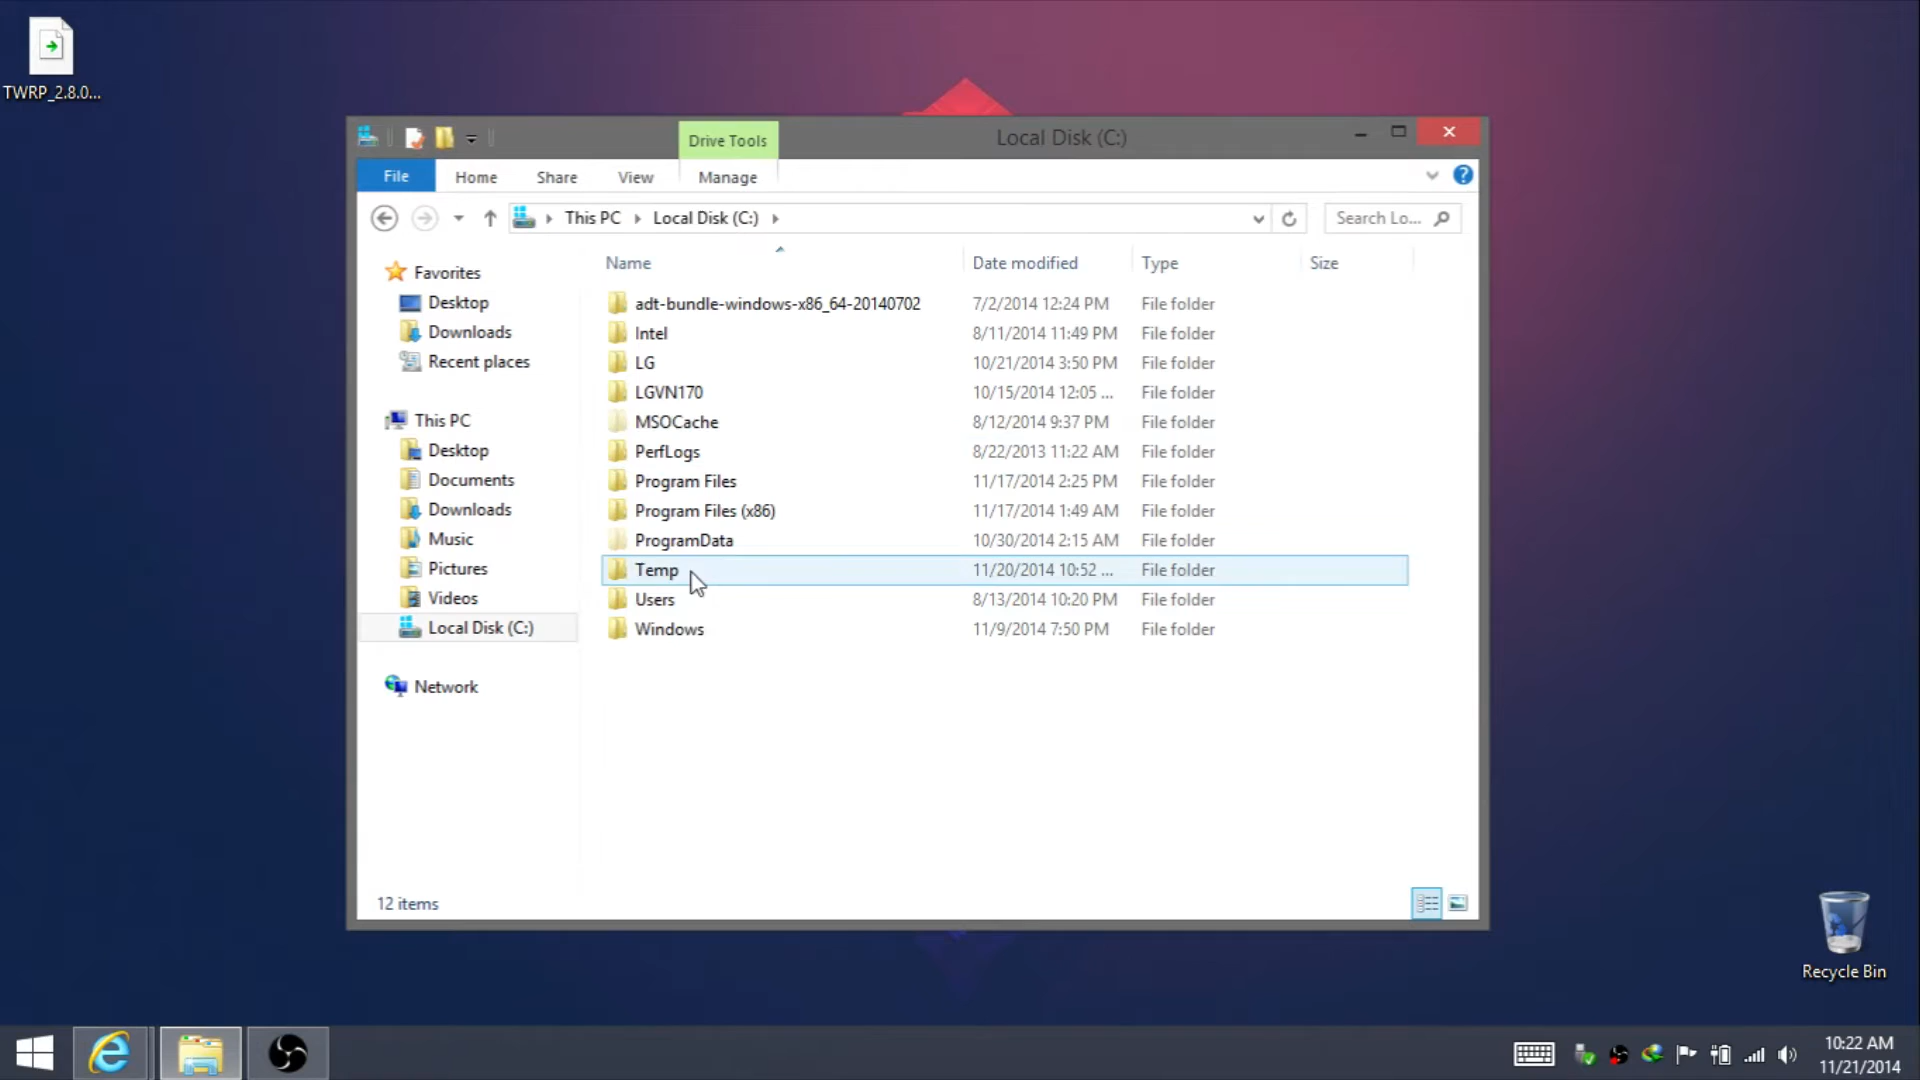 TWRP_2.8.0...
Drive Tools
Local Disk (C:)
File
Home
Share
View
Manage
This PC
Local Disk (C:)
Search Lo...
Name
Date modified
Type
Size
Favorites
Desktop
Downloads
Recent places
This PC
Desktop
Documents
Downloads
Music
Pictures
Videos
Local Disk (C:)
Network
adt-bundle-windows-x86_64-20140702 7/2/2014 12:24 PM File folder
Intel 8/11/2014 11:49 PM File folder
LG 10/21/2014 3:50 PM File folder
LGVN170 10/15/2014 12:05 ... File folder
MSOCache 8/12/2014 9:37 PM File folder
PerfLogs 8/22/2013 11:22 AM File folder
Program Files 11/17/2014 2:25 PM File folder
Program Files (x86) 11/17/2014 1:49 AM File folder
ProgramData 10/30/2014 2:15 AM File folder
Temp 11/20/2014 10:52 ... File folder
Users 8/13/2014 10:20 PM File folder
Windows 11/9/2014 7:50 PM File folder
12 items
Recycle Bin
10:22 AM
11/21/2014